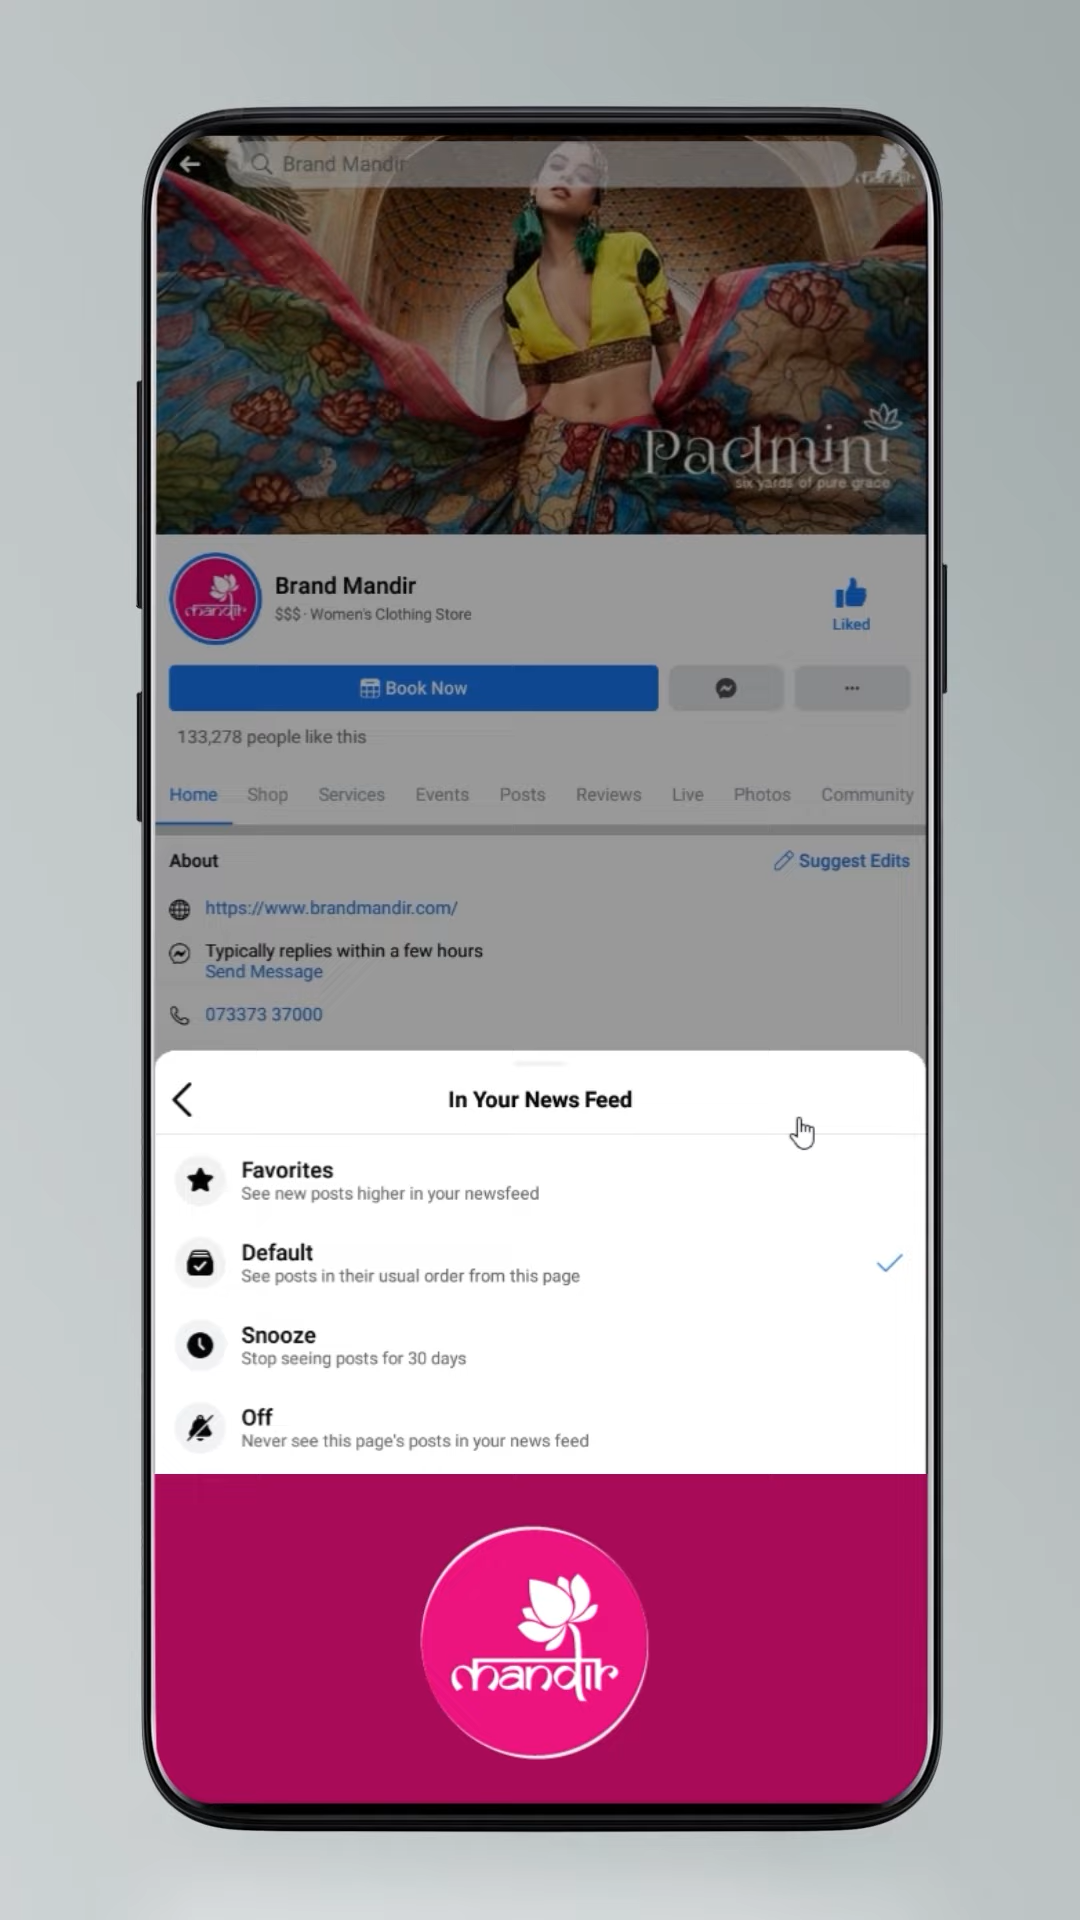 Brand Mandir
mandir
Padmini
six yards of pure grace
mandir
Brand Mandir
$$$ · Women's Clothing Store
Liked
Book Now
133,278 people like this
Home Shop Services Events Posts Reviews Live Photos Community
About
Suggest Edits
https://www.brandmandir.com/
Typically replies within a few hours
Send Message
073373 37000
In Your News Feed
Favorites
See new posts higher in your newsfeed
Default
See posts in their usual order from this page
Snooze
Stop seeing posts for 30 days
Off
Never see this page's posts in your news feed
mandir